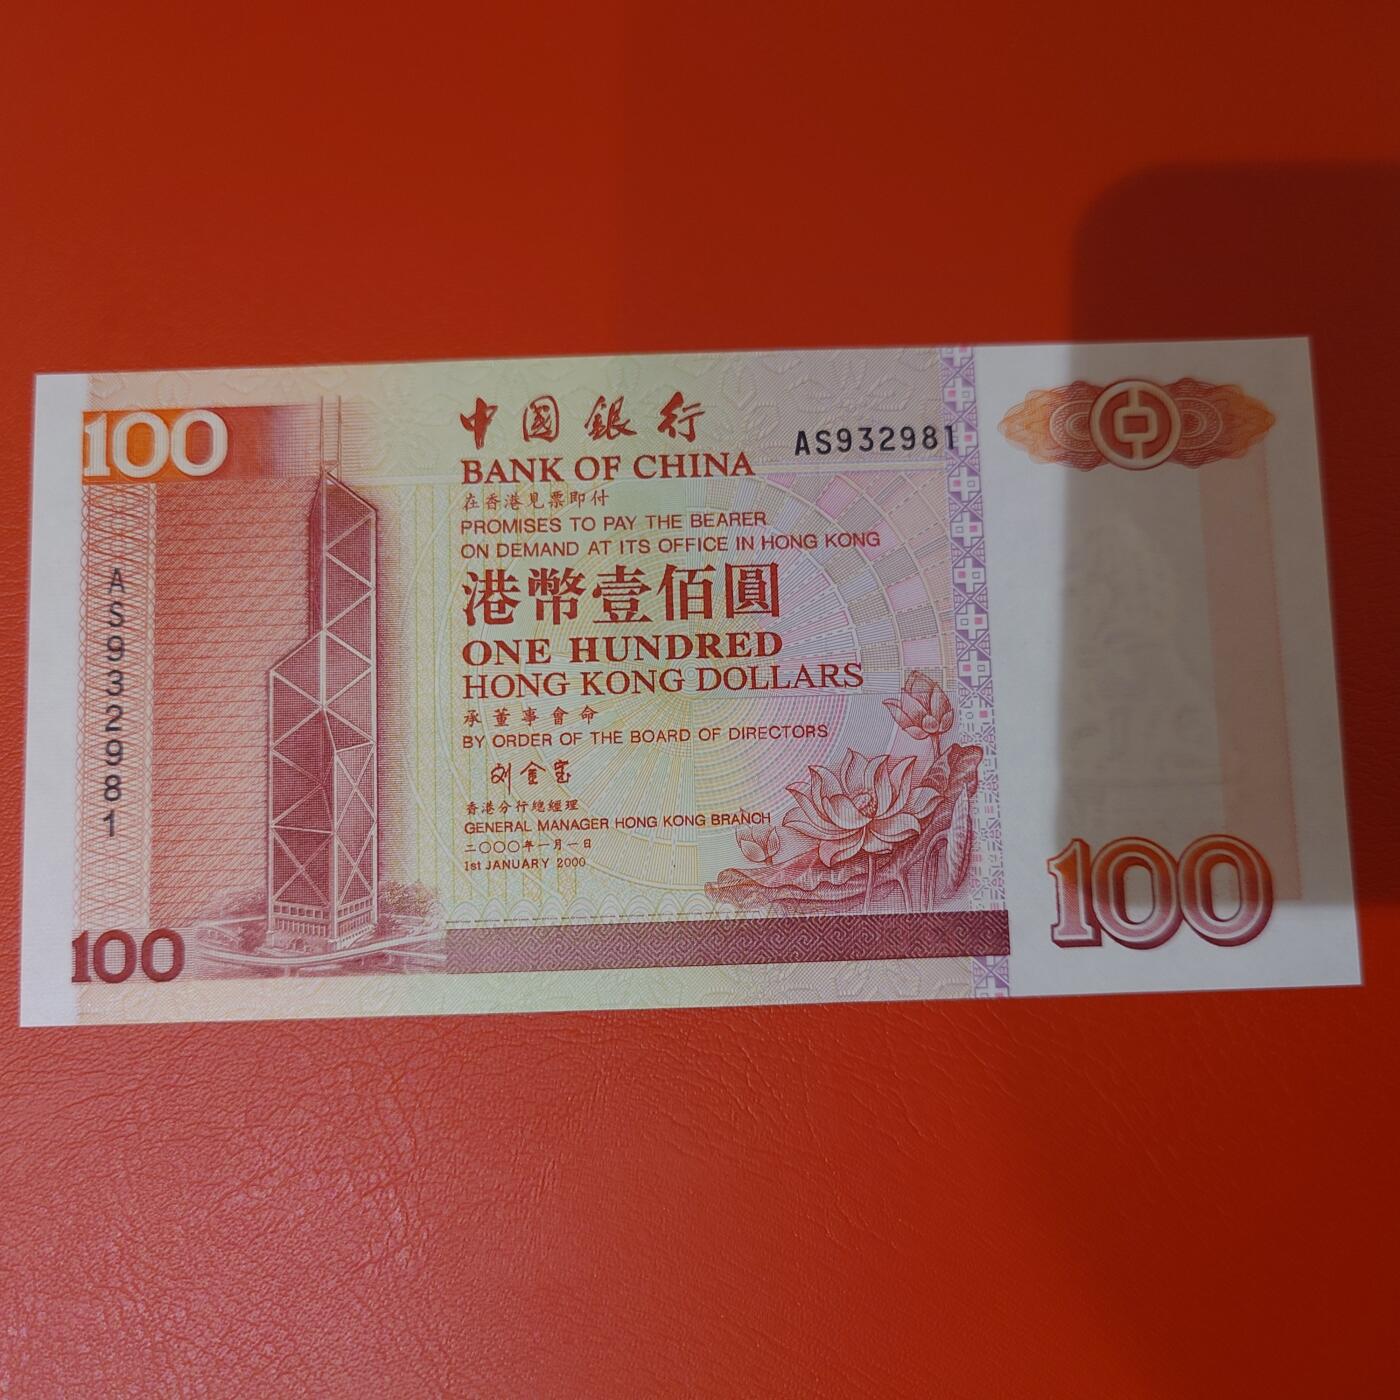 100
中國銀行
BANK OF CHINA
AS932981
在香港見票即付
PROMISES TO PAY THE BEARER
ON DEMAND AT ITS OFFICE IN HONG KONG
港幣壹佰圓
ONE HUNDRED
HONG KONG DOLLARS
承董事會命
BY ORDER OF THE BOARD OF DIRECTORS
劉金宝
香港分行總經理
GENERAL MANAGER HONG KONG BRANCH
二〇〇〇年一月一日
1st JANUARY 2000
AS932981
100
100